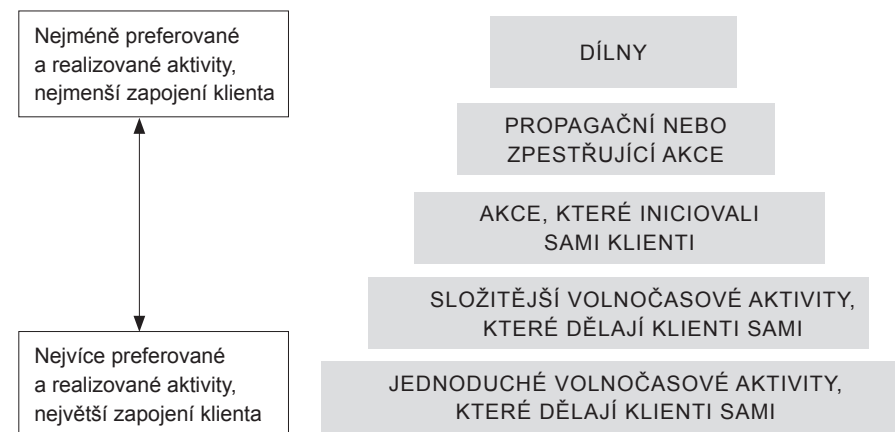 Nejméně preferované
a realizované aktivity,
nejmenší zapojení klienta
DÍLNY
PROPAGAČNÍ NEBO
ZPESTŘUJÍCÍ AKCE
AKCE, KTERÉ INICIOVALI
SAMI KLIENTI
SLOŽITĚJŠÍ VOLNOČASOVÉ AKTIVITY,
KTERÉ DĚLAJÍ KLIENTI SAMI
Nejvíce preferované
a realizované aktivity,
největší zapojení klienta
JEDNODUCHÉ VOLNOČASOVÉ AKTIVITY,
KTERÉ DĚLAJÍ KLIENTI SAMI